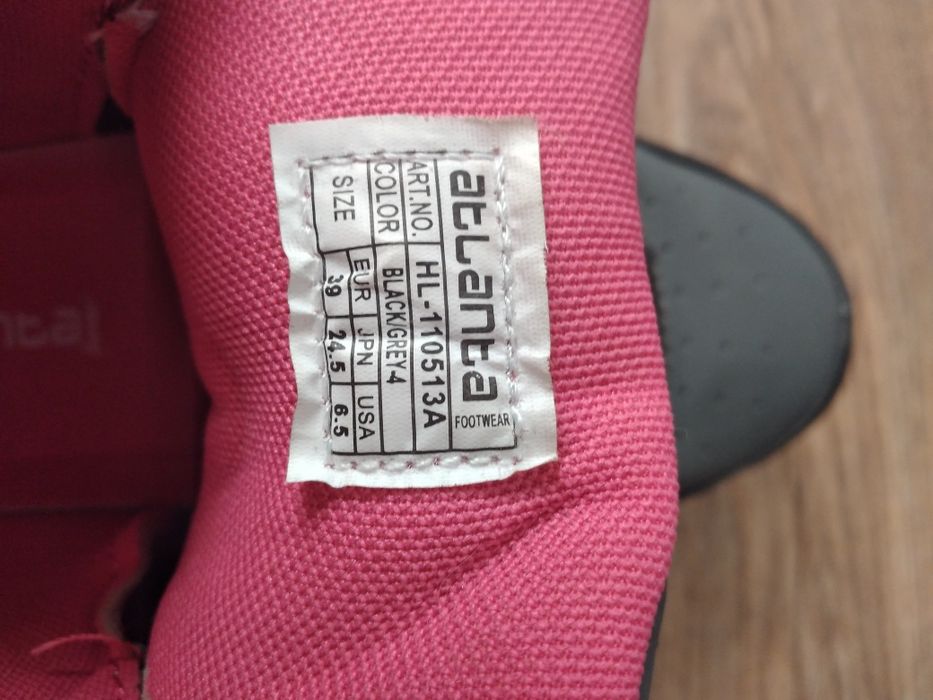 atlanta
FOOTWEAR
ART.NO. HL-110513A
COLOR BLACK/GREY-4
SIZE EUR JPN USA
39 24.5 6.5